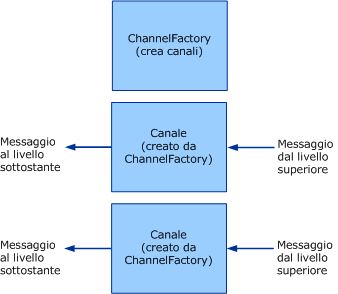 ChannelFactory
(crea canali)
Messaggio
al livello
sottostante
Canale
(creato da
ChannelFactory)
Messaggio
dal livello
superiore
Messaggio
al livello
sottostante
Canale
(creato da
ChannelFactory)
Messaggio
dal livello
superiore